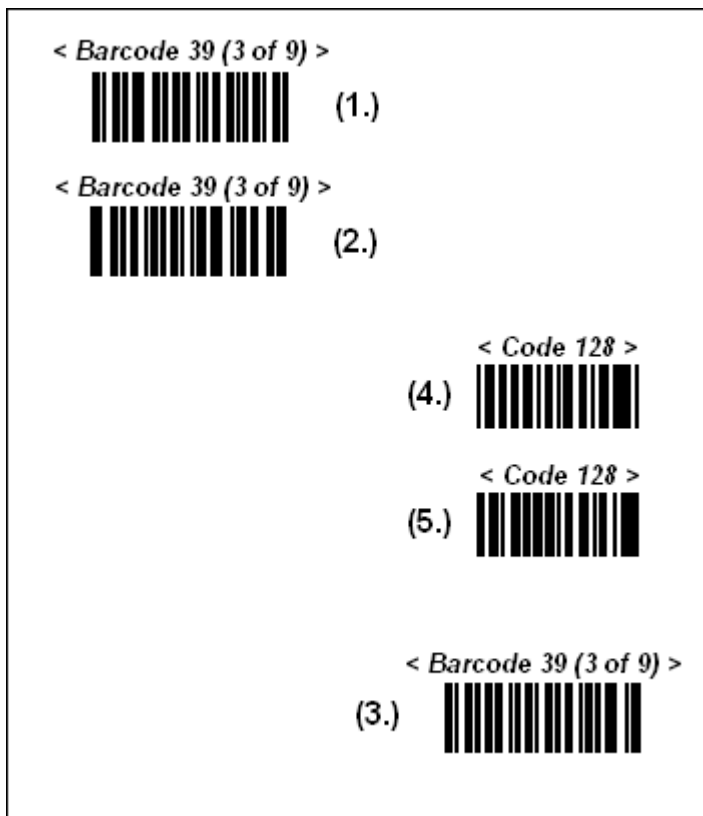 < Barcode 39 (3 of 9) >
(1.)
< Barcode 39 (3 of 9) >
(2.)
< Code 128 >
(4.)
< Code 128 >
(5.)
< Barcode 39 (3 of 9) >
(3.)